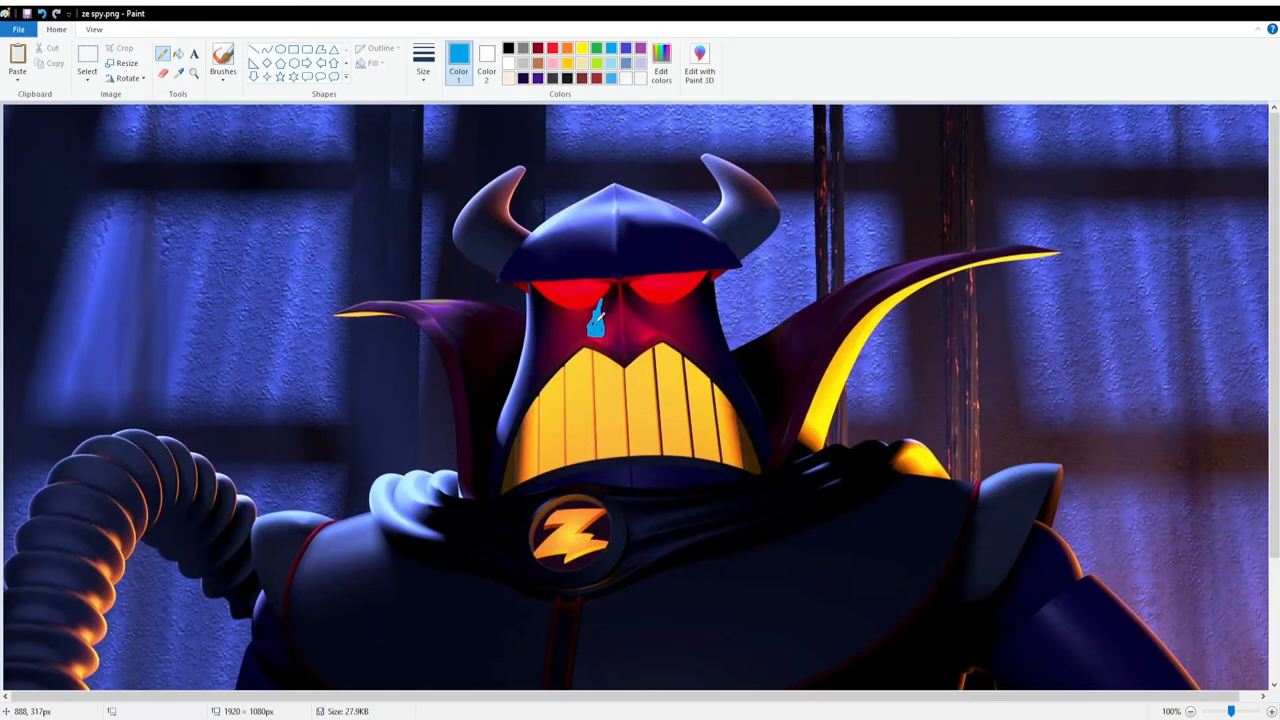 ze spy.png - Paint
File Home View
Paste Cut Copy
Clipboard
Select Crop Resize Rotate
Image
A
Tools
Brushes
Outline Fill
Shapes
Size
Color 1
Color 2
Edit colors
Edit with Paint 3D
Colors
Z
888, 317px 1920 × 1080px Size: 27.9KB 100%